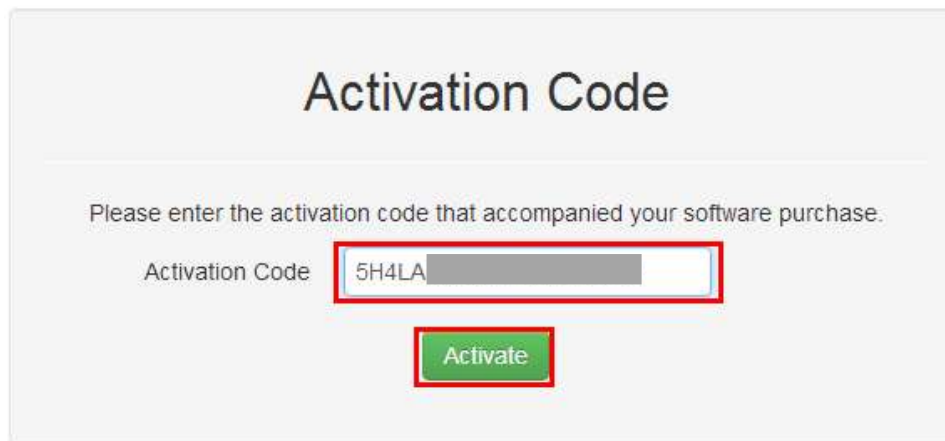 Activation Code
Please enter the activation code that accompanied your software purchase.
Activation Code 5H4LA
Activate